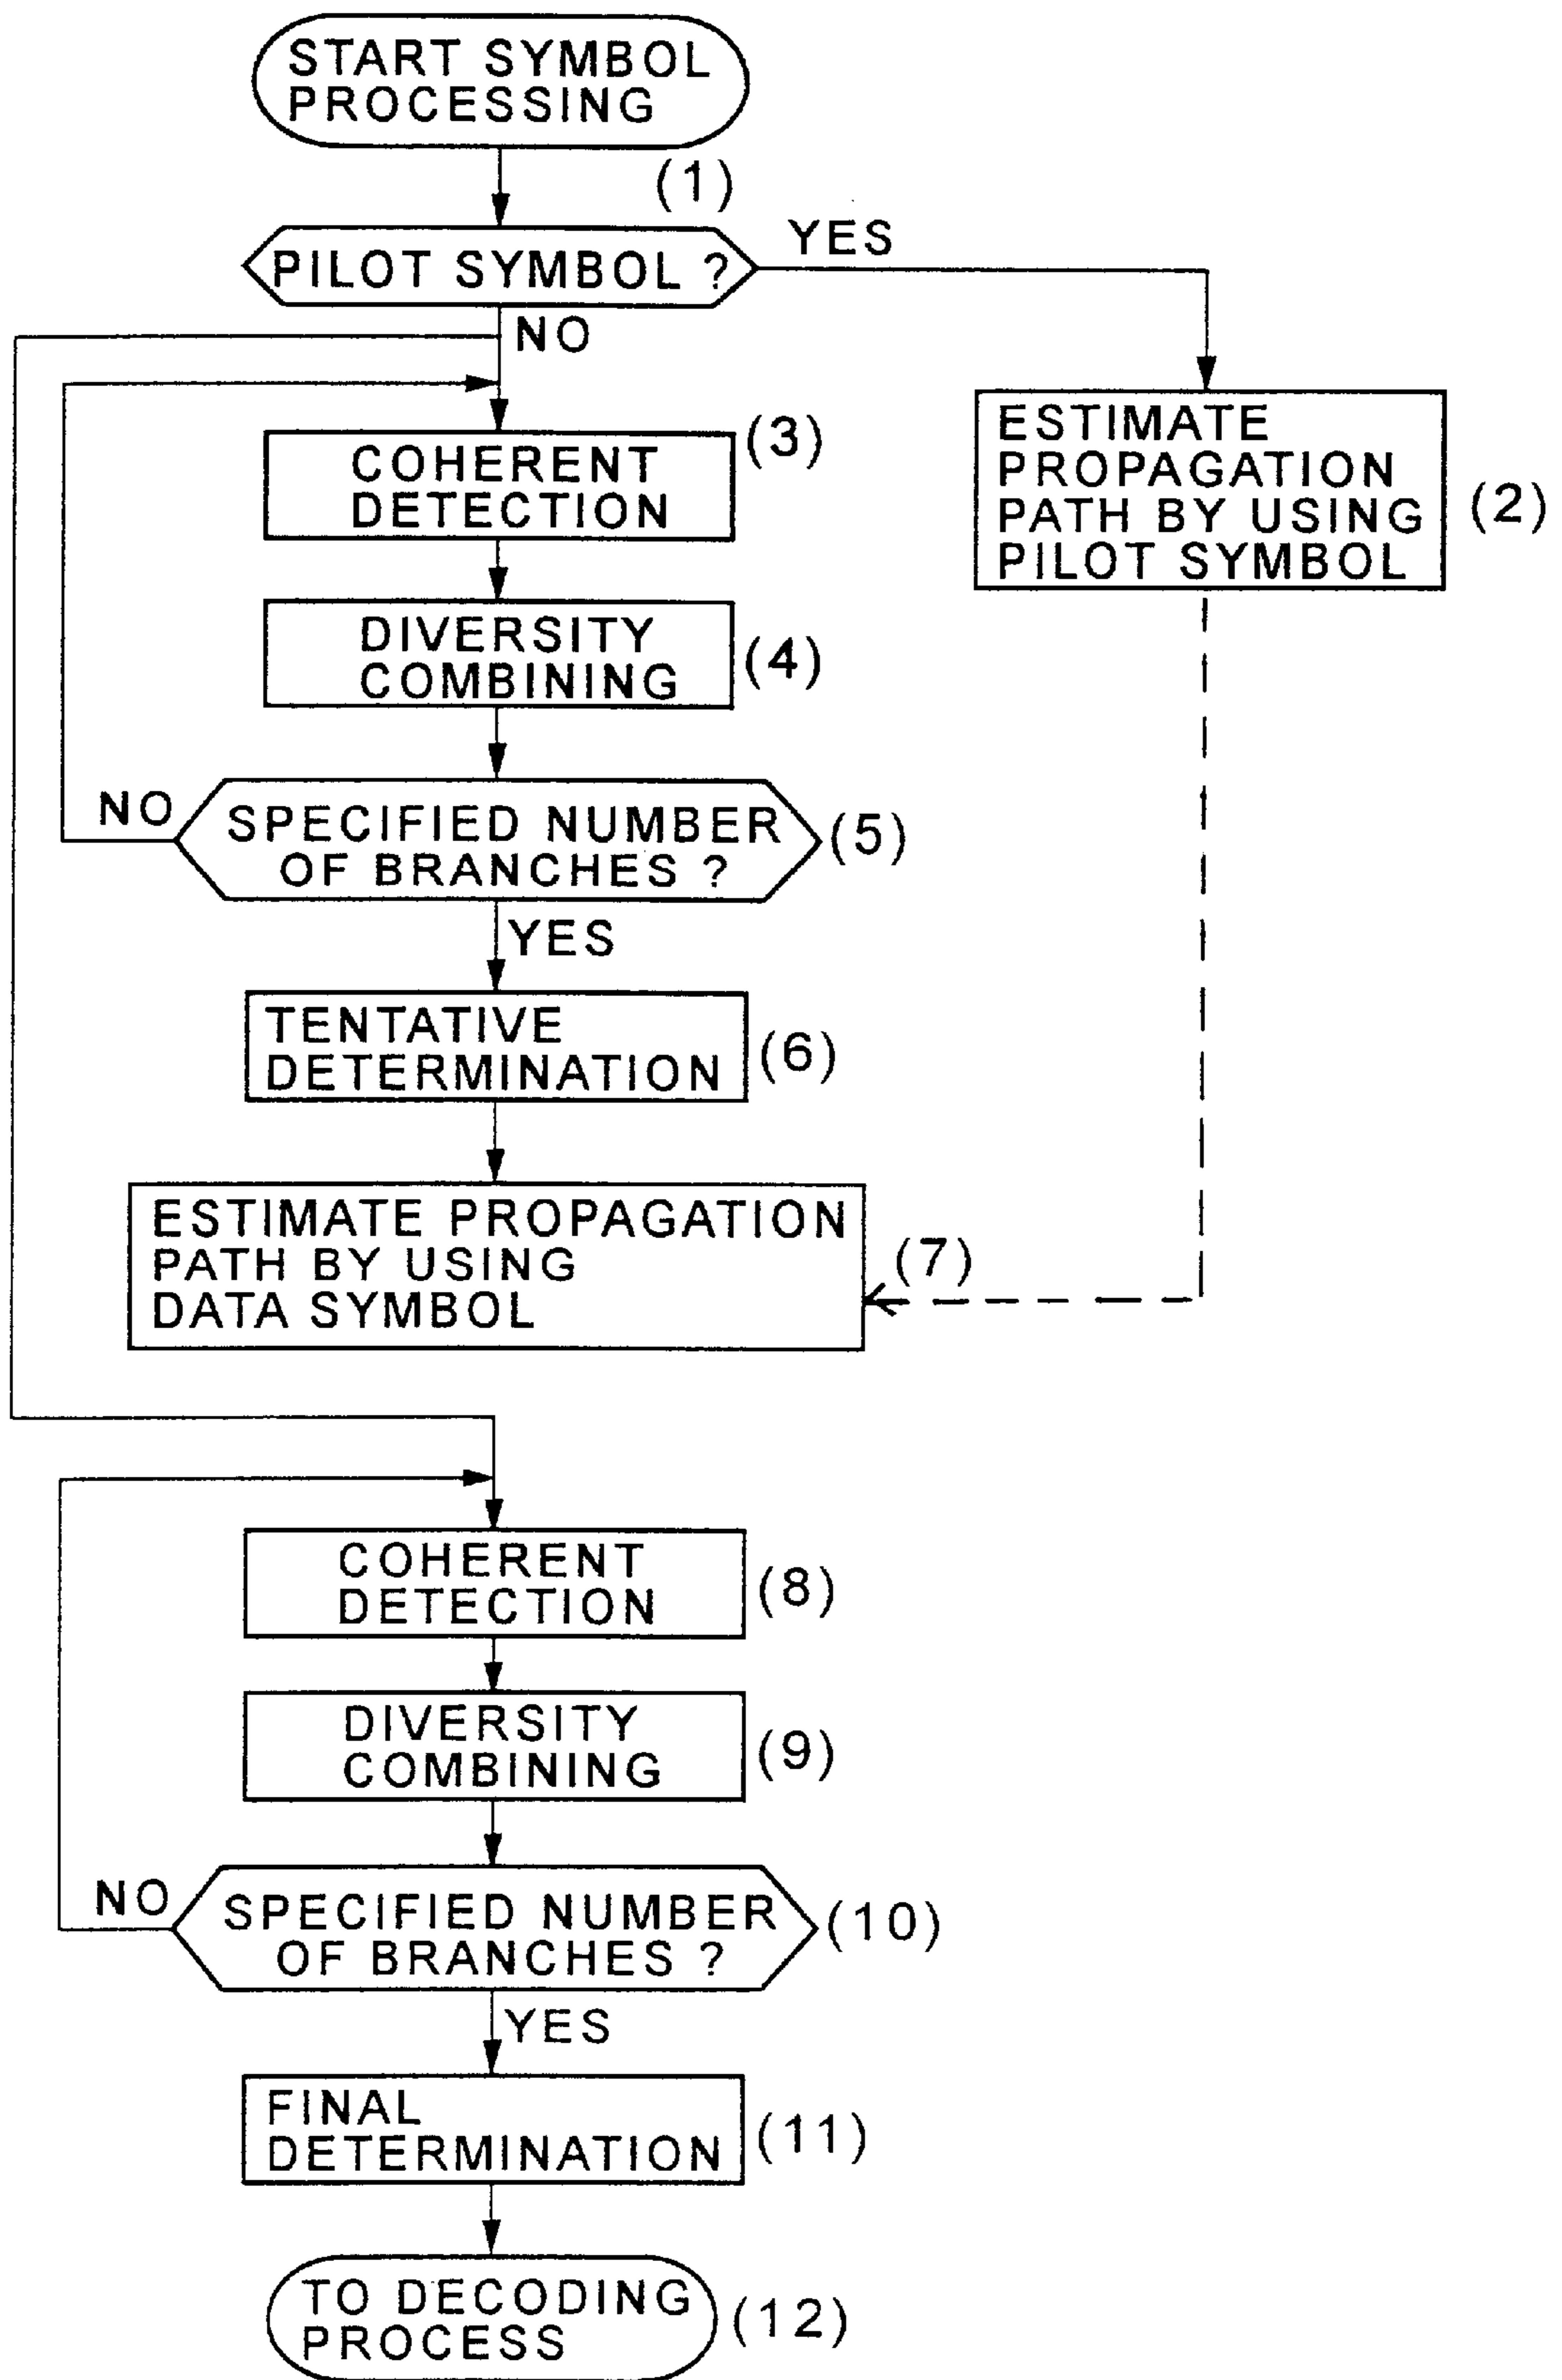 START SYMBOL
PROCESSING
(1)
PILOT SYMBOL ?
YES
NO
ESTIMATE
PROPAGATION
PATH BY USING
PILOT SYMBOL
(2)
COHERENT
DETECTION
(3)
DIVERSITY
COMBINING
(4)
NO
SPECIFIED NUMBER
OF BRANCHES ?
(5)
YES
TENTATIVE
DETERMINATION
(6)
ESTIMATE PROPAGATION
PATH BY USING
DATA SYMBOL
(7)
COHERENT
DETECTION
(8)
DIVERSITY
COMBINING
(9)
NO
SPECIFIED NUMBER
OF BRANCHES ?
(10)
YES
FINAL
DETERMINATION
(11)
TO DECODING
PROCESS
(12)